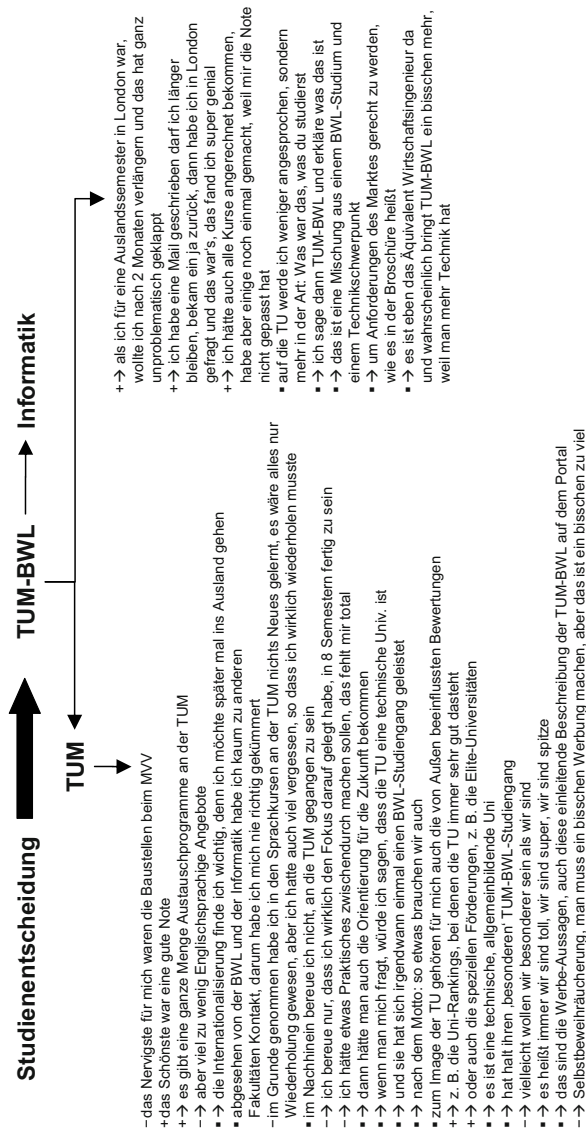 Studienentscheidung → TUM-BWL → Informatik
TUM
– das Nervigste für mich waren die Baustellen beim MVV
+ das Schönste war eine gute Note
+ → es gibt eine ganze Menge Austauschprogramme an der TUM
– → aber viel zu wenig Englischsprachige Angebote
▪ → die Internationalisierung finde ich wichtig, denn ich möchte später mal ins Ausland gehen
▪ abgesehen von der BWL und der Informatik habe ich kaum zu anderen
Fakultäten Kontakt, darum habe ich mich nie richtig gekümmert
– im Grunde genommen habe ich in den Sprachkursen an der TUM nichts Neues gelernt, es wäre alles nur
Wiederholung gewesen, aber ich hatte auch viel vergessen, so dass ich wirklich wiederholen musste
▪ im Nachhinein bereue ich nicht, an die TUM gegangen zu sein
– → ich bereue nur, dass ich wirklich den Fokus darauf gelegt habe, in 8 Semestern fertig zu sein
– → ich hätte etwas Praktisches zwischendurch machen sollen, das fehlt mir total
▪ → dann hätte man auch die Orientierung für die Zukunft bekommen
▪ → wenn man mich fragt, würde ich sagen, dass die TU eine technische Univ. ist
▪ → und sie hat sich irgendwann einmal einen BWL-Studiengang geleistet
▪ → nach dem Motto: so etwas brauchen wir auch
▪ zum Image der TU gehören für mich auch die von Außen beeinflussten Bewertungen
+ → z. B. die Uni-Rankings, bei denen die TU immer sehr gut dasteht
+ → oder auch die speziellen Förderungen, z. B. die Elite-Universitäten
▪ → es ist eine technische, allgemeinbildende Uni
▪ → hat halt ihren ‚besonderen' TUM-BWL-Studiengang
– → vielleicht wollen wir besonderer sein als wir sind
▪ → es heißt immer wir sind toll, wir sind super, wir sind spitze
▪ → das sind die Werbe-Aussagen, auch diese einleitende Beschreibung der TUM-BWL auf dem Portal
– → Selbstbeweihräucherung, man muss ein bisschen Werbung machen, aber das ist ein bisschen zu viel
+ → als ich für eine Auslandssemester in London war,
wollte ich nach 2 Monaten verlängern und das hat ganz
unproblematisch geklappt
+ → ich habe eine Mail geschrieben darf ich länger
bleiben, bekam ein ja zurück, dann habe ich in London
gefragt und das war's, das fand ich super genial
+ → ich hätte auch alle Kurse angerechnet bekommen,
habe aber einige noch einmal gemacht, weil mir die Note
nicht gepasst hat
▪ auf die TU werde ich weniger angesprochen, sondern
mehr in der Art: Was war das, was du studierst
▪ → ich sage dann TUM-BWL und erkläre was das ist
▪ → das ist eine Mischung aus einem BWL-Studium und
einem Technikschwerpunkt
▪ → um Anforderungen des Marktes gerecht zu werden,
wie es in der Broschüre heißt
▪ → es ist eben das Äquivalent Wirtschaftsingenieur da
und wahrscheinlich bringt TUM-BWL ein bisschen mehr,
weil man mehr Technik hat